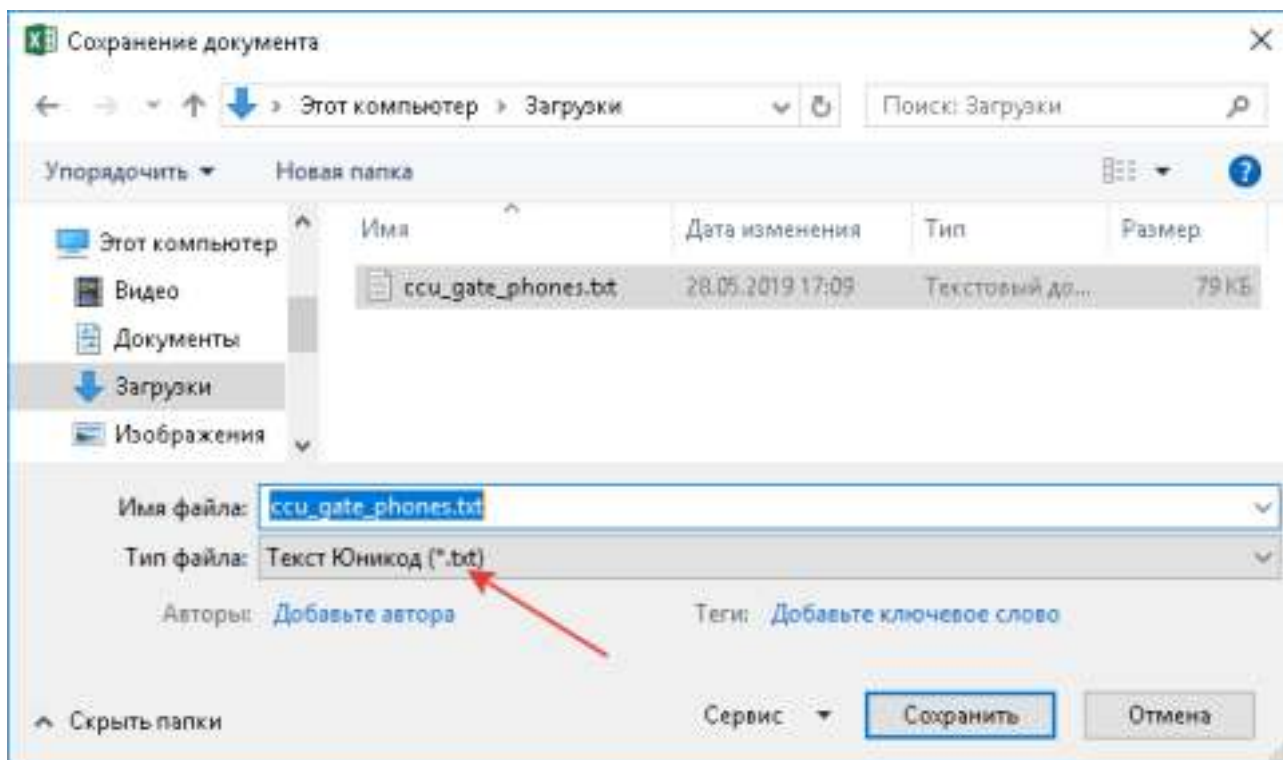 Сохранение документа
Этот компьютер › Загрузки
Поиск: Загрузки
Упорядочить
Новая папка
Этот компьютер
Видео
Документы
Загрузки
Изображения
Имя Дата изменения Тип Размер
ccu_gate_phones.txt 28.05.2019 17:09 Текстовый до... 79 КБ
Имя файла: ccu_gate_phones.txt
Тип файла: Текст Юникод (*.txt)
Авторы: Добавьте автора Теги: Добавьте ключевое слово
Скрыть папки
Сервис
Сохранить
Отмена